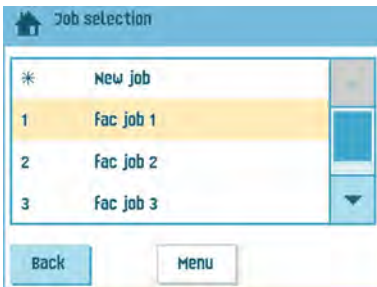 Job selection
* New job
1 Fac job 1
2 Fac job 2
3 Fac job 3
Back Menu